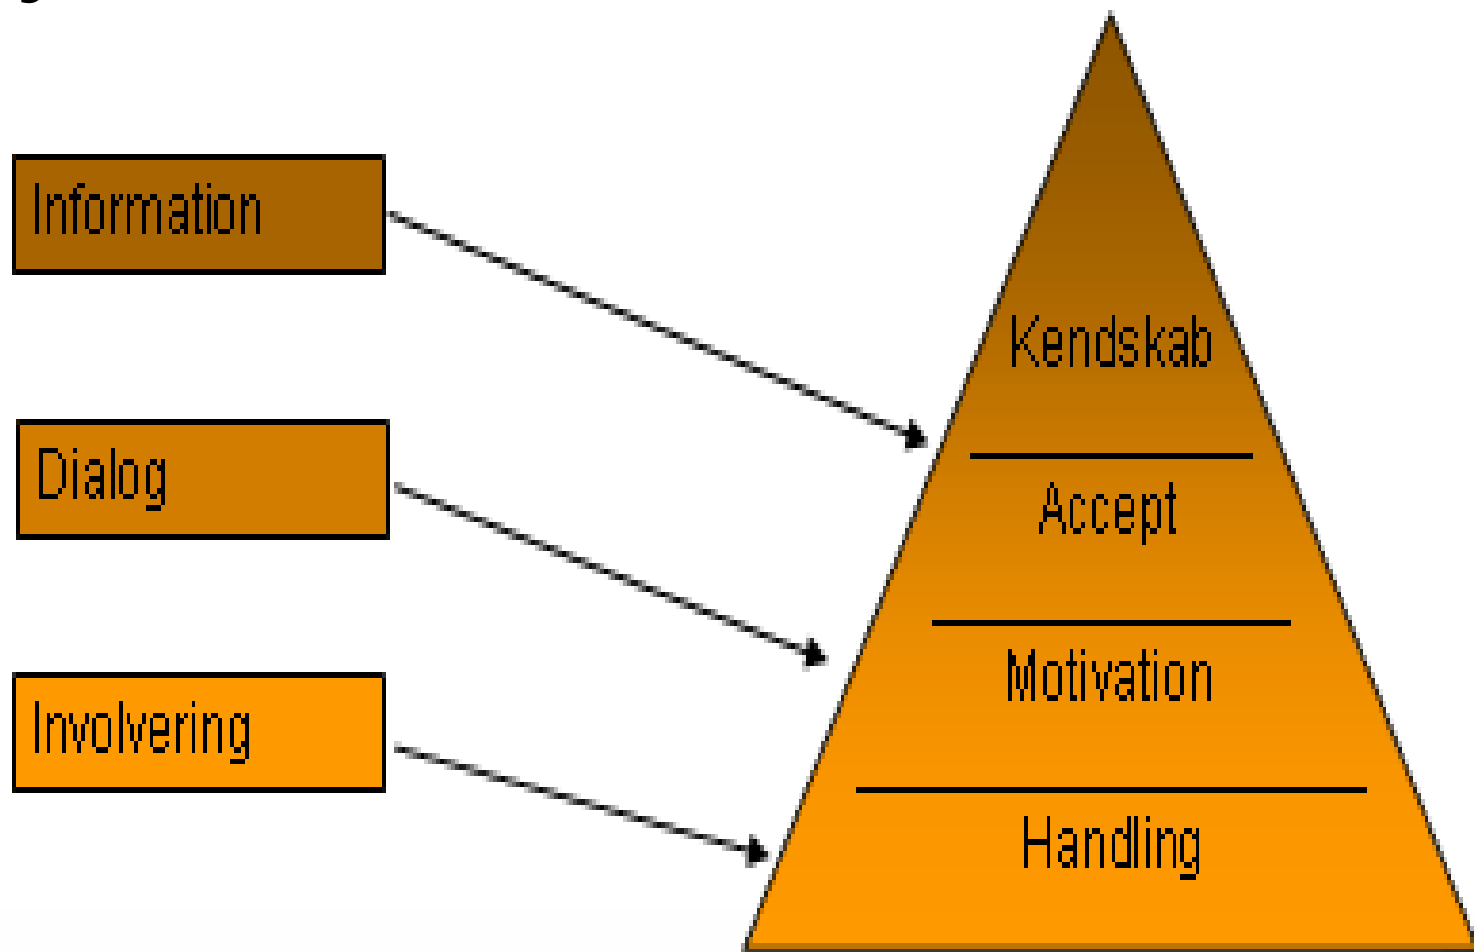 Information
Dialog
Involvering
Kendskab
Accept
Motivation
Handling